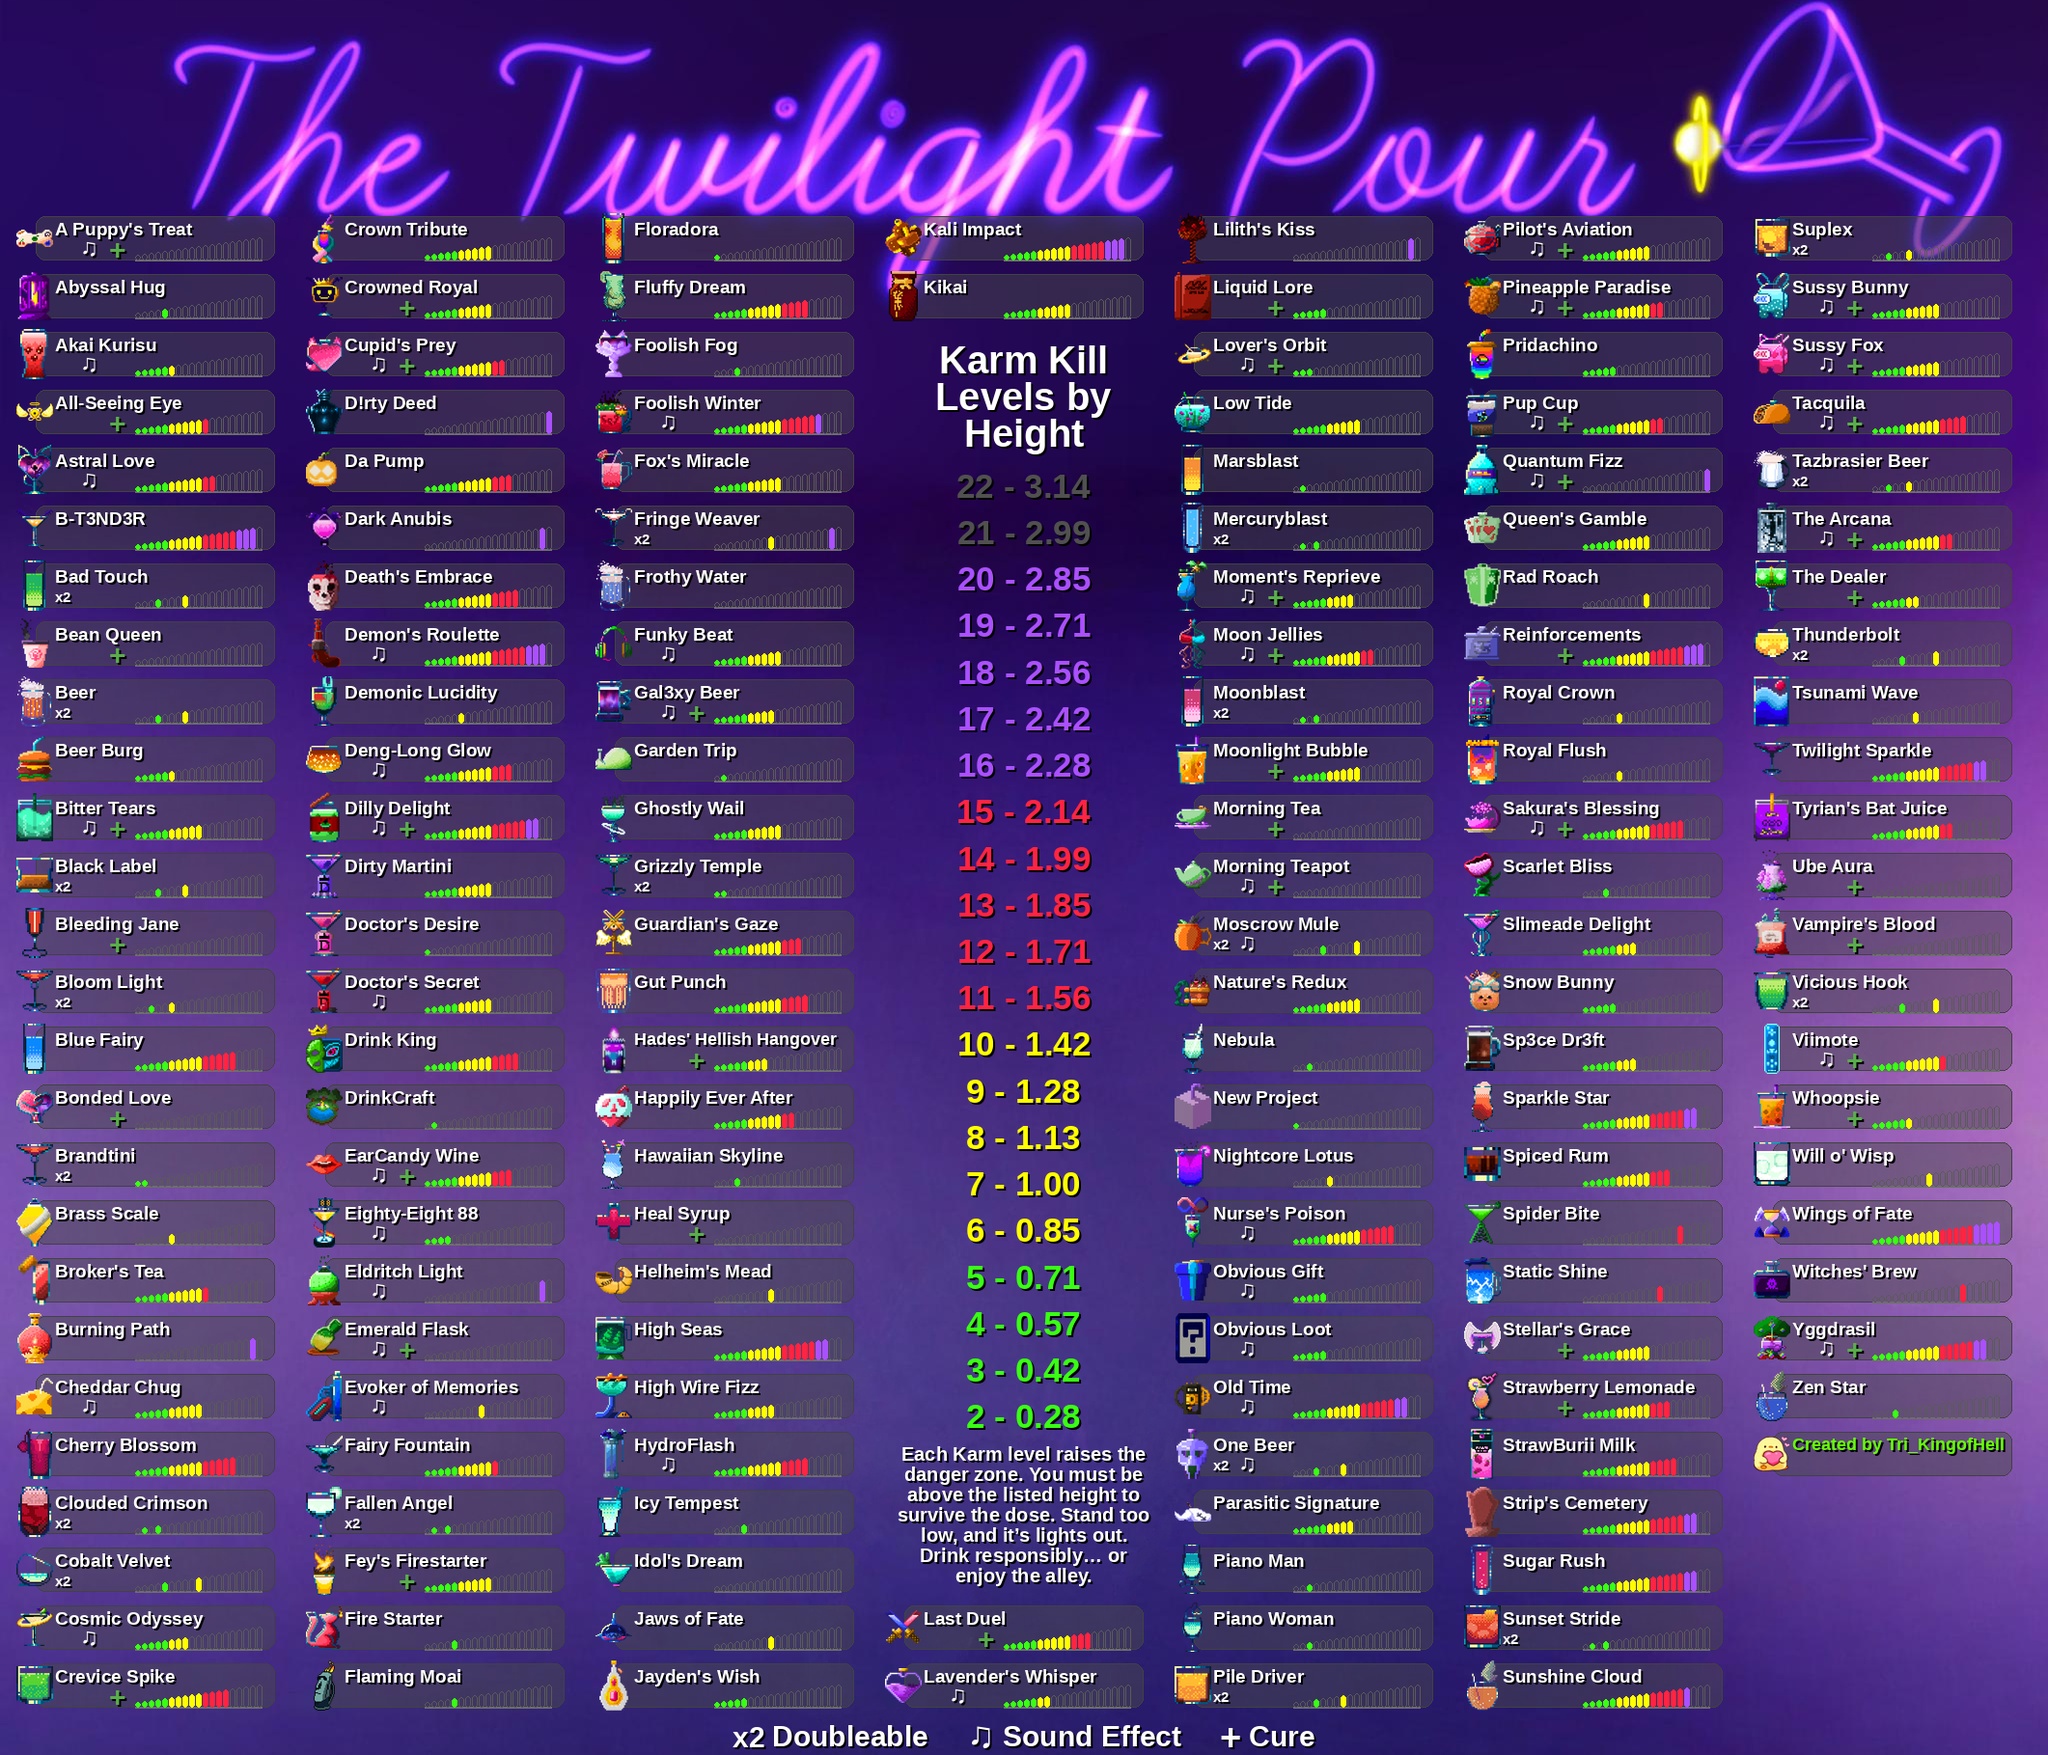 The Twilight Pour
A Puppy's Treat
♫ +
Abyssal Hug
Akai Kurisu
♫
All-Seeing Eye
+
Astral Love
♫
B-T3ND3R
Bad Touch
x2
Bean Queen
+
Beer
x2
Beer Burg
Bitter Tears
♫ +
Black Label
x2
Bleeding Jane
+
Bloom Light
x2
Blue Fairy
Bonded Love
+
Brandtini
x2
Brass Scale
Broker's Tea
Burning Path
Cheddar Chug
♫
Cherry Blossom
Clouded Crimson
x2
Cobalt Velvet
x2
Cosmic Odyssey
♫
Crevice Spike
+
Crown Tribute
Crowned Royal
+
Cupid's Prey
♫ +
D!rty Deed
Da Pump
Dark Anubis
Death's Embrace
Demon's Roulette
♫
Demonic Lucidity
Deng-Long Glow
♫
Dilly Delight
♫ +
Dirty Martini
Doctor's Desire
Doctor's Secret
♫
Drink King
DrinkCraft
EarCandy Wine
♫ +
Eighty-Eight 88
♫
Eldritch Light
♫
Emerald Flask
♫ +
Evoker of Memories
♫
Fairy Fountain
Fallen Angel
x2
Fey's Firestarter
+
Fire Starter
Flaming Moai
Floradora
Fluffy Dream
Foolish Fog
Foolish Winter
♫
Fox's Miracle
Fringe Weaver
x2
Frothy Water
Funky Beat
♫
Gal3xy Beer
♫ +
Garden Trip
Ghostly Wail
Grizzly Temple
x2
Guardian's Gaze
Gut Punch
Hades' Hellish Hangover
+
Happily Ever After
Hawaiian Skyline
Heal Syrup
+
Helheim's Mead
High Seas
High Wire Fizz
HydroFlash
♫
Icy Tempest
Idol's Dream
Jaws of Fate
Jayden's Wish
Kali Impact
Kikai
Karm Kill
Levels by
Height
22 - 3.14
21 - 2.99
20 - 2.85
19 - 2.71
18 - 2.56
17 - 2.42
16 - 2.28
15 - 2.14
14 - 1.99
13 - 1.85
12 - 1.71
11 - 1.56
10 - 1.42
9 - 1.28
8 - 1.13
7 - 1.00
6 - 0.85
5 - 0.71
4 - 0.57
3 - 0.42
2 - 0.28
Each Karm level raises the
danger zone. You must be
above the listed height to
survive the dose. Stand too
low, and it's lights out.
Drink responsibly... or
enjoy the alley.
Last Duel
+
Lavender's Whisper
♫
Lilith's Kiss
Liquid Lore
+
Lover's Orbit
♫ +
Low Tide
Marsblast
Mercuryblast
x2
Moment's Reprieve
♫ +
Moon Jellies
♫ +
Moonblast
x2
Moonlight Bubble
+
Morning Tea
+
Morning Teapot
♫ +
Moscrow Mule
x2 ♫
Nature's Redux
Nebula
New Project
Nightcore Lotus
Nurse's Poison
♫
Obvious Gift
♫
Obvious Loot
♫
Old Time
♫
One Beer
x2 ♫
Parasitic Signature
Piano Man
Piano Woman
Pile Driver
x2
Pilot's Aviation
♫ +
Pineapple Paradise
♫ +
Pridachino
Pup Cup
♫ +
Quantum Fizz
♫ +
Queen's Gamble
Rad Roach
Reinforcements
+
Royal Crown
Royal Flush
Sakura's Blessing
♫ +
Scarlet Bliss
Slimeade Delight
Snow Bunny
Sp3ce Dr3ft
Sparkle Star
Spiced Rum
Spider Bite
Static Shine
Stellar's Grace
+
Strawberry Lemonade
+
StrawBurii Milk
Strip's Cemetery
Sugar Rush
Sunset Stride
x2
Sunshine Cloud
Suplex
x2
Sussy Bunny
♫ +
Sussy Fox
♫ +
Tacquila
♫ +
Tazbrasier Beer
x2
The Arcana
♫ +
The Dealer
+
Thunderbolt
x2
Tsunami Wave
Twilight Sparkle
Tyrian's Bat Juice
Ube Aura
+
Vampire's Blood
+
Vicious Hook
x2
Viimote
♫ +
Whoopsie
+
Will o' Wisp
Wings of Fate
Witches' Brew
Yggdrasil
♫ +
Zen Star
Created by Tri_KingofHell
x2 Doubleable ♫ Sound Effect + Cure